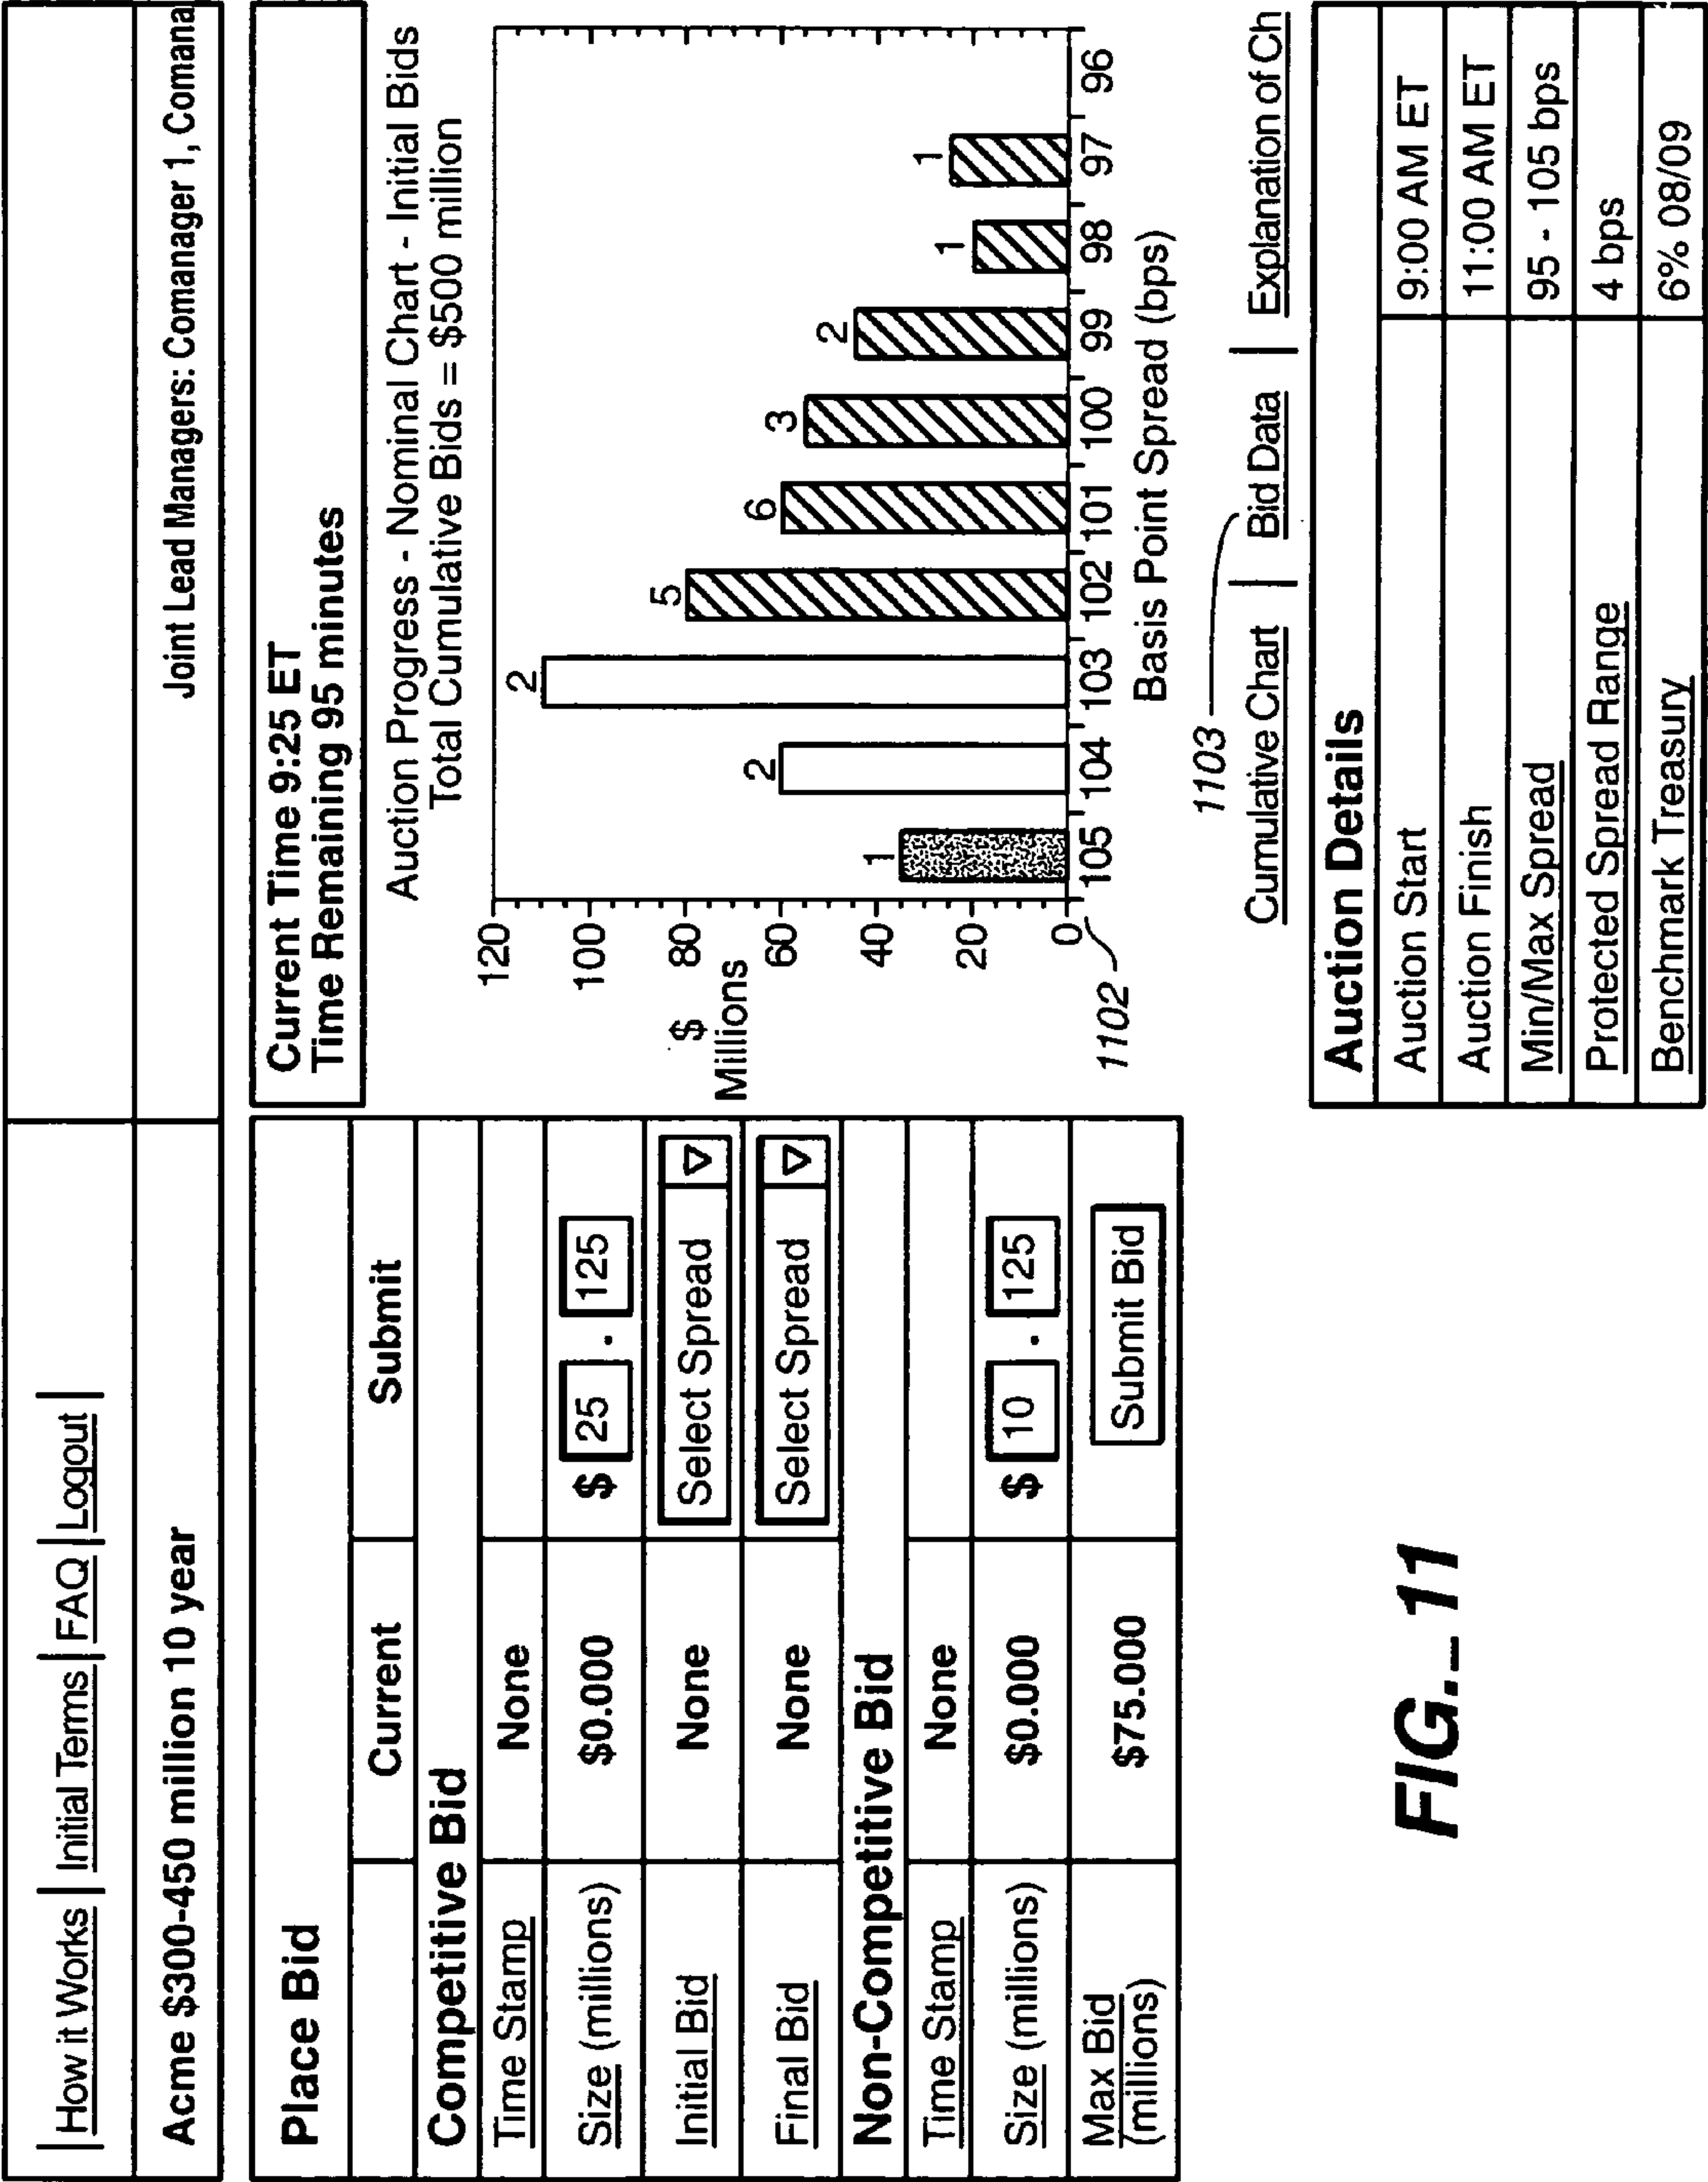 | How it Works | Initial Terms | FAQ | Logout |
Acme $300-450 million 10 year
Joint Lead Managers: Comanager 1, Comana
Place Bid
Current Submit
Competitive Bid
Time Stamp None
Size (millions) $0.000 $ 25 . 125
Initial Bid None Select Spread
Final Bid None Select Spread
Non-Competitive Bid
Time Stamp None
Size (millions) $0.000 $ 10 . 125
Max Bid (millions) $75.000 Submit Bid
Current Time 9:25 ET
Time Remaining 95 minutes
Auction Progress - Nominal Chart - Initial Bids
Total Cumulative Bids = $500 million
$
Millions
120
100
80
60
40
20
0
1 2 2 5 6 3 2 1 1
105 104 103 102 101 100 99 98 97 96
Basis Point Spread (bps)
1102
1103
Cumulative Chart | Bid Data | Explanation of Ch
Auction Details
Auction Start 9:00 AM ET
Auction Finish 11:00 AM ET
Min/Max Spread 95 - 105 bps
Protected Spread Range 4 bps
Benchmark Treasury 6% 08/09
FIG._11